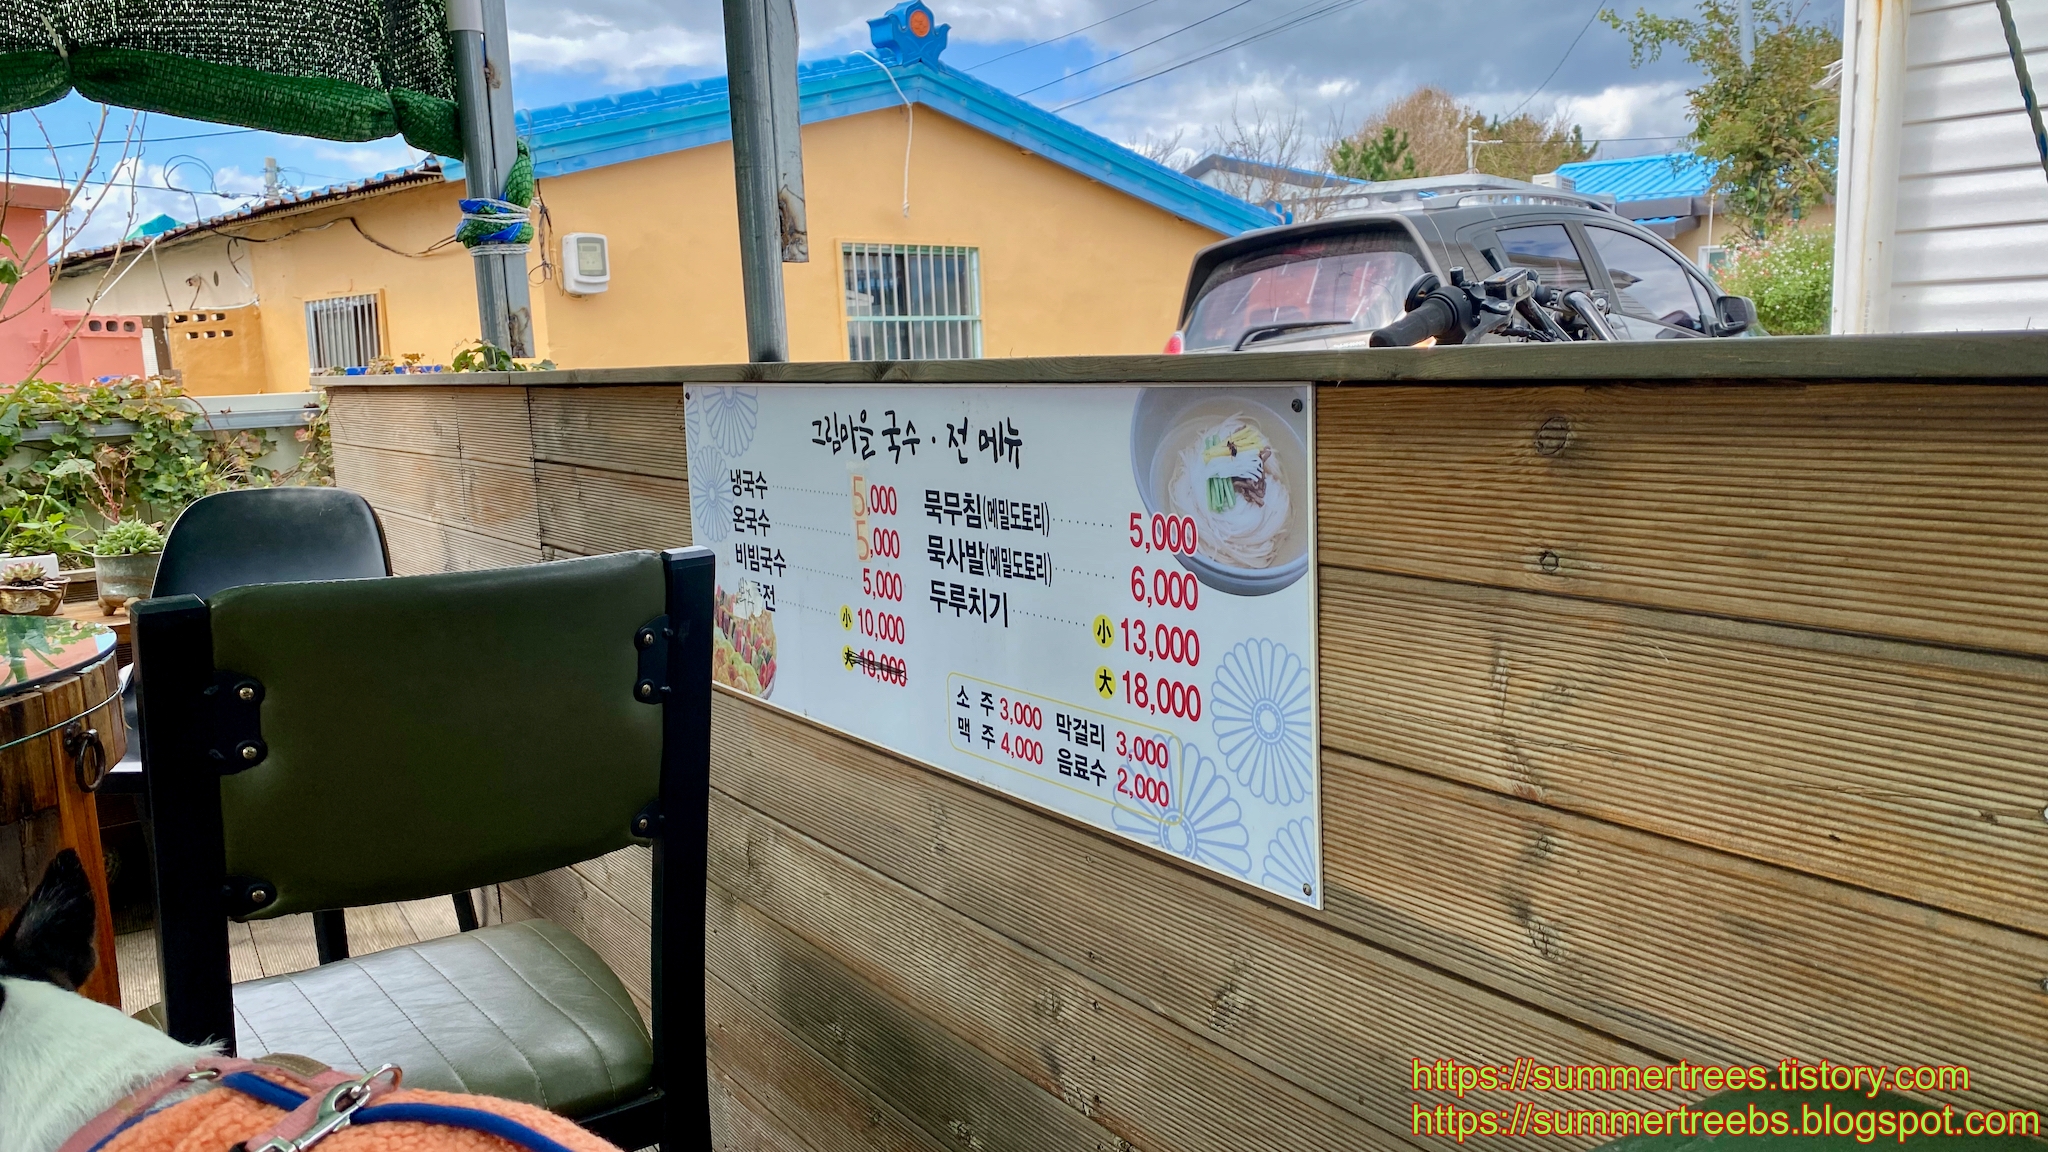 그림마을 국수 · 전 메뉴
냉국수 5,000
온국수 5,000
비빔국수 5,000
전 小 10,000
大 18,000
묵무침(메밀도토리) 5,000
묵사발(메밀도토리) 6,000
두루치기 小 13,000
大 18,000
소 주 3,000 막걸리 3,000
맥 주 4,000 음료수 2,000
https://summertrees.tistory.com
https://summertreebs.blogspot.com